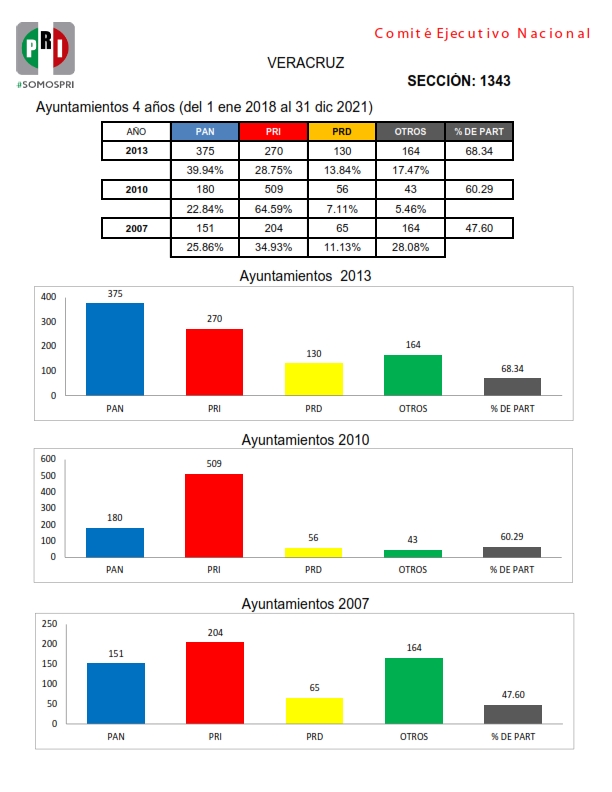 Comité Ejecutivo Nacional
PRI
#SOMOSPRI
VERACRUZ
SECCIÓN: 1343
Ayuntamientos 4 años (del 1 ene 2018 al 31 dic 2021)
AÑO PAN PRI PRD OTROS % DE PART
2013 375 270 130 164 68.34
39.94% 28.75% 13.84% 17.47%
2010 180 509 56 43 60.29
22.84% 64.59% 7.11% 5.46%
2007 151 204 65 164 47.60
25.86% 34.93% 11.13% 28.08%
Ayuntamientos 2013
400
300
200
100
0
375
270
130
164
68.34
PAN PRI PRD OTROS % DE PART
Ayuntamientos 2010
600
500
400
300
200
100
0
180
509
56
43
60.29
PAN PRI PRD OTROS % DE PART
Ayuntamientos 2007
250
200
150
100
50
0
151
204
65
164
47.60
PAN PRI PRD OTROS % DE PART